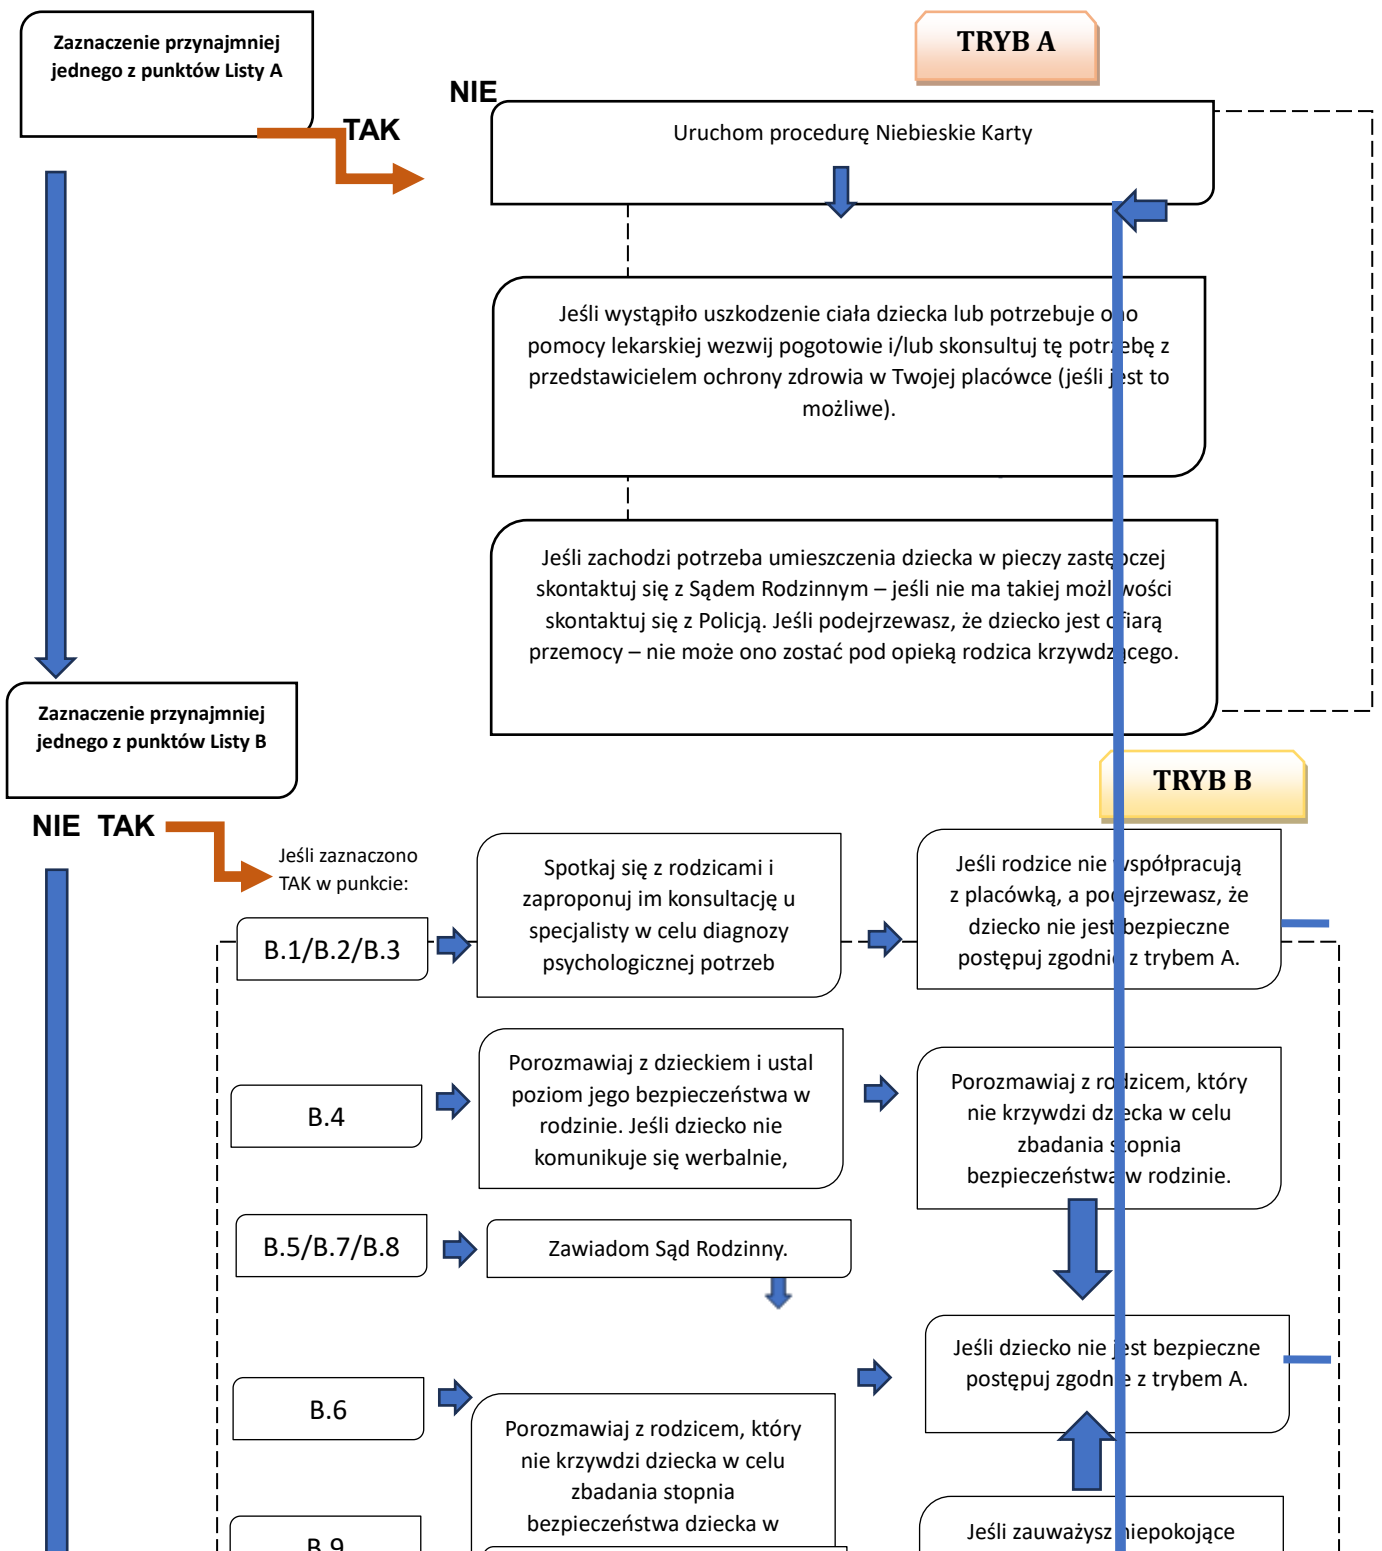 Zaznaczenie przynajmniej
jednego z punktów Listy A
TRYB A
NIE
TAK
Uruchom procedurę Niebieskie Karty
Jeśli wystąpiło uszkodzenie ciała dziecka lub potrzebuje ono
pomocy lekarskiej wezwij pogotowie i/lub skonsultuj tę potrzebę z
przedstawicielem ochrony zdrowia w Twojej placówce (jeśli jest to
możliwe).
Jeśli zachodzi potrzeba umieszczenia dziecka w pieczy zastępczej
skontaktuj się z Sądem Rodzinnym – jeśli nie ma takiej możliwości
skontaktuj się z Policją. Jeśli podejrzewasz, że dziecko jest ofiarą
przemocy – nie może ono zostać pod opieką rodzica krzywdzącego.
Zaznaczenie przynajmniej
jednego z punktów Listy B
TRYB B
NIE TAK
Jeśli zaznaczono
TAK w punkcie:
B.1/B.2/B.3
Spotkaj się z rodzicami i
zaproponuj im konsultację u
specjalisty w celu diagnozy
psychologicznej potrzeb
Jeśli rodzice nie współpracują
z placówką, a podejrzewasz, że
dziecko nie jest bezpieczne
postępuj zgodnie z trybem A.
B.4
Porozmawiaj z dzieckiem i ustal
poziom jego bezpieczeństwa w
rodzinie. Jeśli dziecko nie
komunikuje się werbalnie,
Porozmawiaj z rodzicem, który
nie krzywdzi dziecka w celu
zbadania stopnia
bezpieczeństwa w rodzinie.
B.5/B.7/B.8
Zawiadom Sąd Rodzinny.
Jeśli dziecko nie jest bezpieczne
postępuj zgodnie z trybem A.
B.6
Porozmawiaj z rodzicem, który
nie krzywdzi dziecka w celu
zbadania stopnia
bezpieczeństwa dziecka w
B.9
Jeśli zauważysz niepokojące